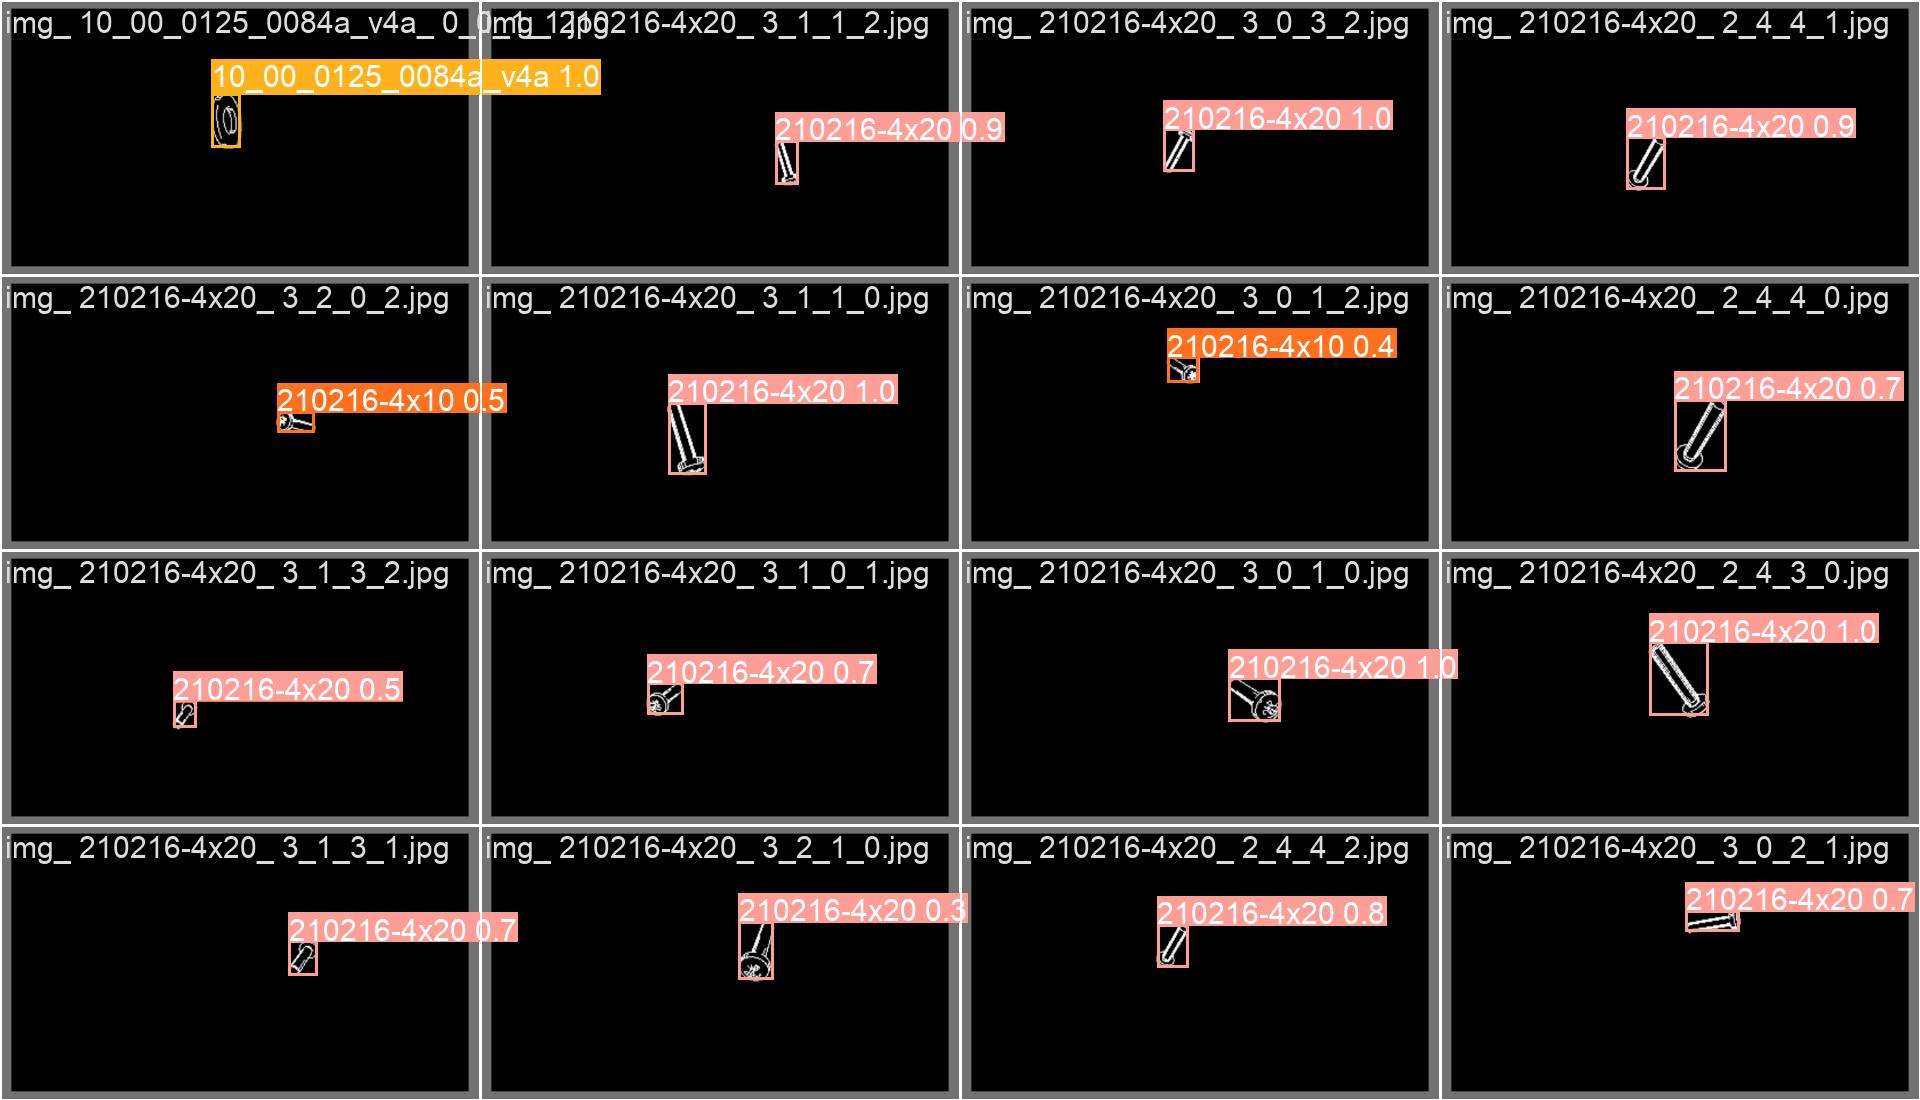 img_ 10_00_0125_0084a_v4a_ 0_0_1_1.jpg
10_00_0125_0084a_v4a 1.0
img_ 210216-4x20_ 3_1_1_2.jpg
210216-4x20 0.9
img_ 210216-4x20_ 3_0_3_2.jpg
210216-4x20 1.0
img_ 210216-4x20_ 2_4_4_1.jpg
210216-4x20 0.9
img_ 210216-4x20_ 3_2_0_2.jpg
210216-4x10 0.5
img_ 210216-4x20_ 3_1_1_0.jpg
210216-4x20 1.0
img_ 210216-4x20_ 3_0_1_2.jpg
210216-4x10 0.4
img_ 210216-4x20_ 2_4_4_0.jpg
210216-4x20 0.7
img_ 210216-4x20_ 3_1_3_2.jpg
210216-4x20 0.5
img_ 210216-4x20_ 3_1_0_1.jpg
210216-4x20 0.7
img_ 210216-4x20_ 3_0_1_0.jpg
210216-4x20 1.0
img_ 210216-4x20_ 2_4_3_0.jpg
210216-4x20 1.0
img_ 210216-4x20_ 3_1_3_1.jpg
210216-4x20 0.7
img_ 210216-4x20_ 3_2_1_0.jpg
210216-4x20 0.3
img_ 210216-4x20_ 2_4_4_2.jpg
210216-4x20 0.8
img_ 210216-4x20_ 3_0_2_1.jpg
210216-4x20 0.7